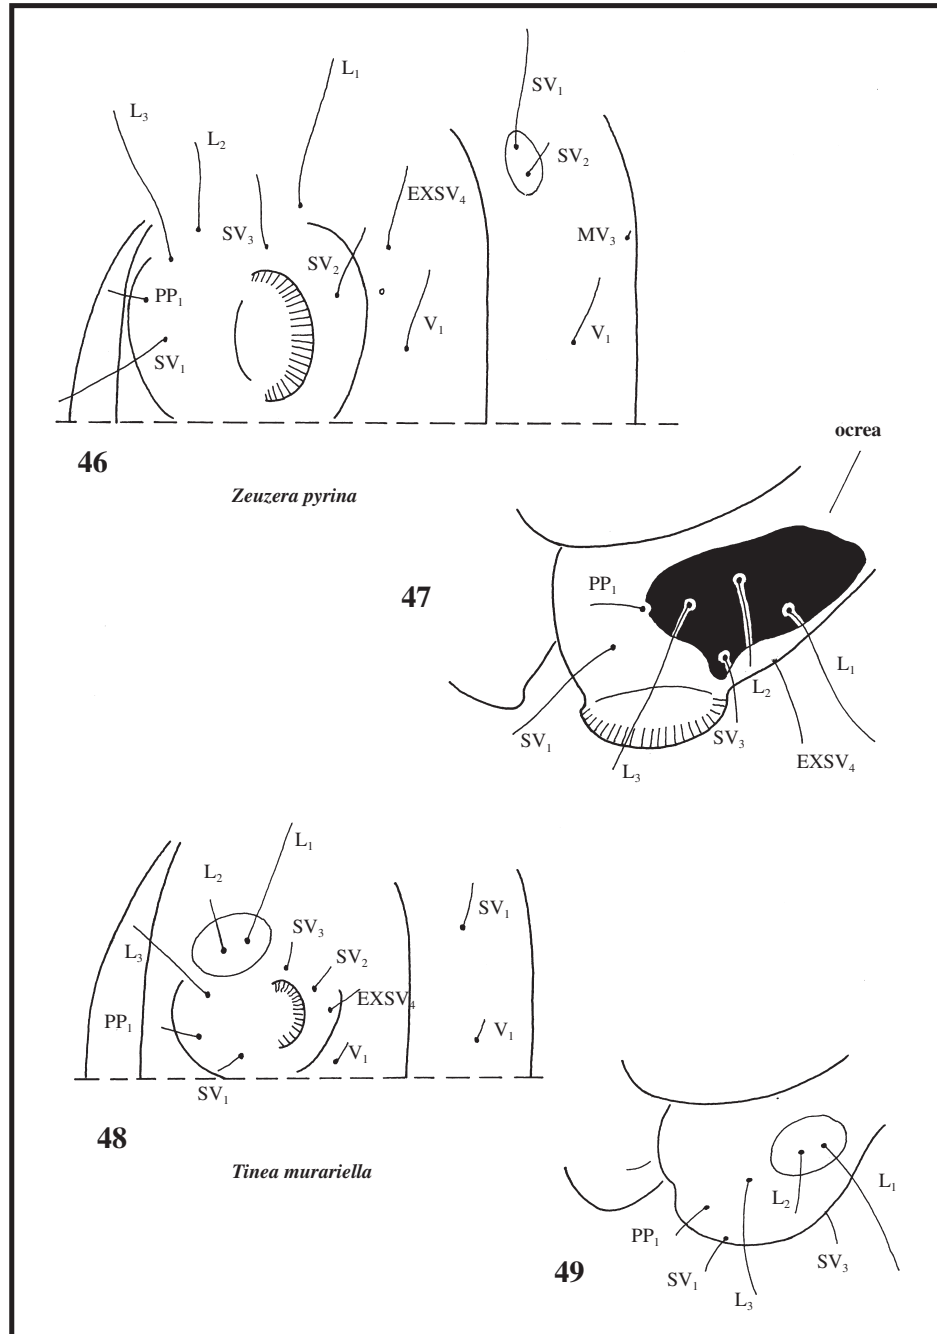 SV₁
L₁
L₃
L₂
SV₂
EXSV₄
SV₃
MV₃
SV₂
PP₁
V₁
V₁
SV₁
ocrea
46
Zeuzera pyrina
47
PP₁
L₁
L₂
SV₁
SV₃
EXSV₄
L₃
L₁
L₂
SV₁
SV₃
L₃
SV₂
EXSV₄
PP₁
V₁
V₁
SV₁
48
Tinea murariella
L₁
L₂
PP₁
SV₃
49
SV₁
L₃